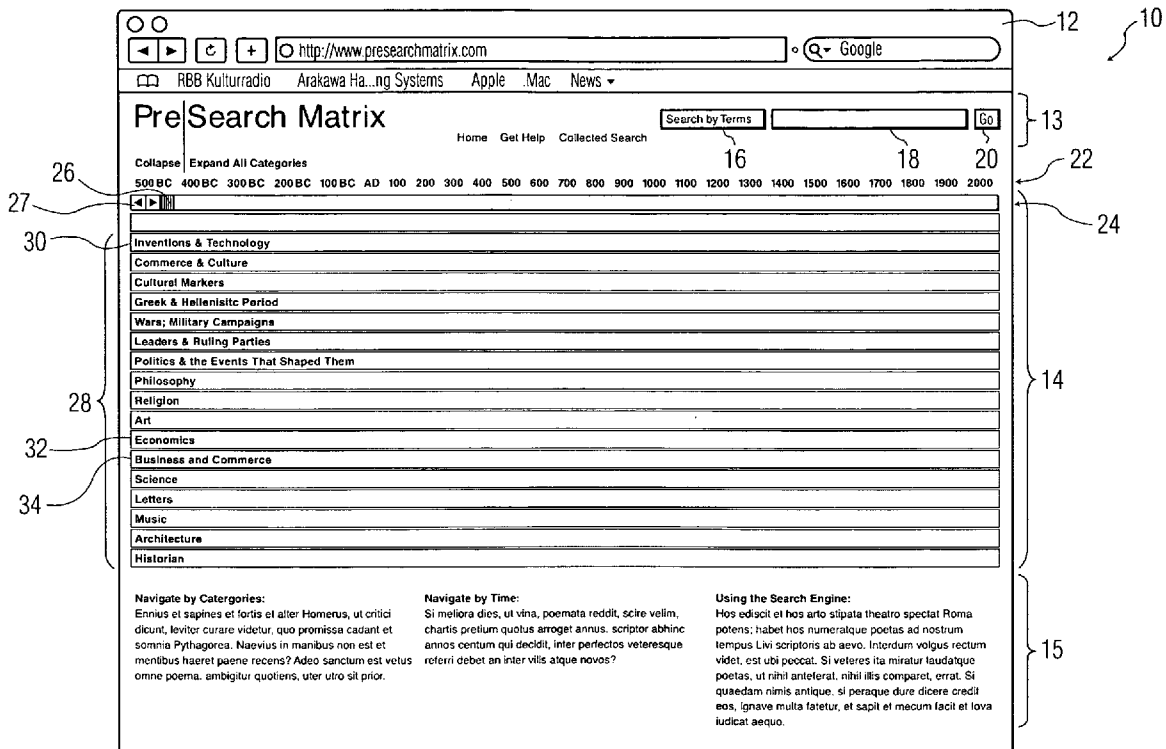 10
12
http://www.presearchmatrix.com
Google
RBB Kulturradio Arakawa Ha...ng Systems Apple .Mac News
PreSearch Matrix
Search by Terms
Go
13
Home Get Help Collected Search
16 18 20
22
Collapse Expand All Categories
26
500 BC 400 BC 300 BC 200 BC 100 BC AD 100 200 300 400 500 600 700 800 900 1000 1100 1200 1300 1400 1500 1600 1700 1800 1900 2000
27
24
30
Inventions & Technology
Commerce & Culture
Cultural Markers
Greek & Hellenisitc Period
Wars; Military Campaigns
Leaders & Ruling Parties
Politics & the Events That Shaped Them
Philosophy
14
28
Religion
Art
32
Economics
Business and Commerce
34
Science
Letters
Music
Architecture
Historian
Navigate by Catergories:
Ennius et sapines et fortis et alter Homerus, ut critici
dicunt, leviter curare videtur, quo promissa cadant et
somnia Pythagorea. Naevius in manibus non est et
mentibus haeret paene recens? Adeo sanctum est vetus
omne poema. ambigitur quotiens, uter utro sit prior.
Navigate by Time:
Si meliora dies, ut vina, poemata reddit, scire velim,
chartis pretium quotus arroget annus. scriptor abhinc
annos centum qui decidit, inter perfectos veteresque
referri debet an inter vilis atque novos?
Using the Search Engine:
Hos ediscit et hos arto stipata theatro spectat Roma
potens; habet hos numeratque poetas ad nostrum
tempus Livi scriptoris ab aevo. Interdum volgus rectum
videt, est ubi peccat. Si veteres ita miratur laudatque
poetas, ut nihil anteferat, nihil illis comparet, errat. Si
quaedam nimis antique, si peraque dure dicere credit
eos, ignave multa fatetur, et sapit et mecum facit et Iova
iudicat aequo.
15